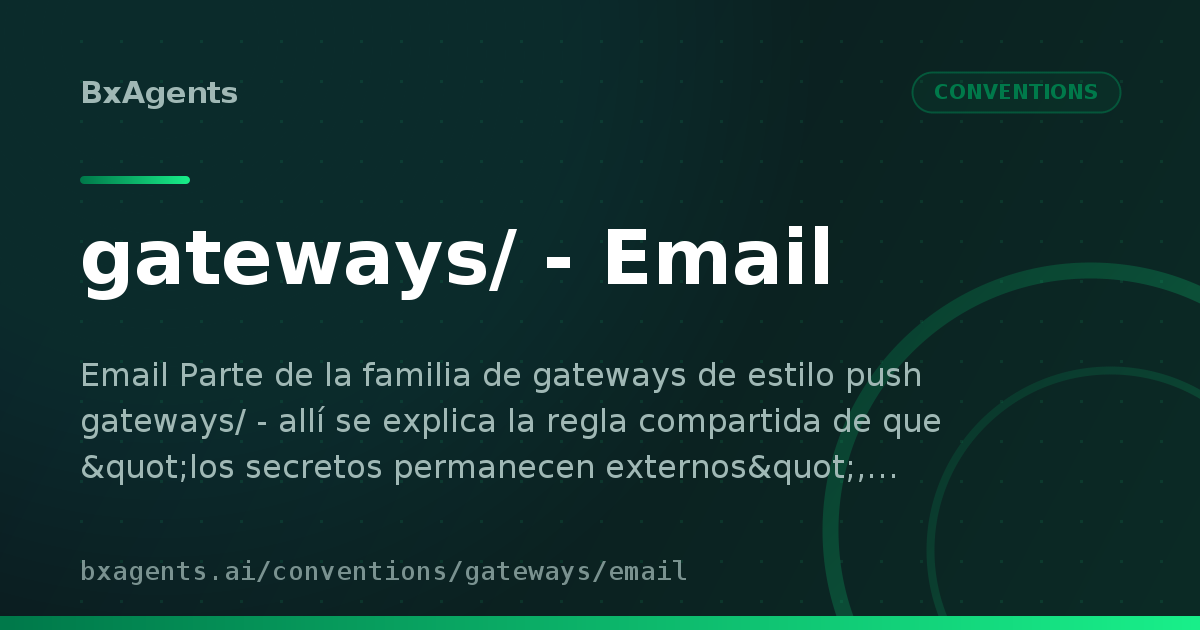 BxAgents
CONVENTIONS
gateways/ - Email
Email Parte de la familia de gateways de estilo push
gateways/ - allí se explica la regla compartida de que
&quot;los secretos permanecen externos&quot;,...
bxagents.ai/conventions/gateways/email